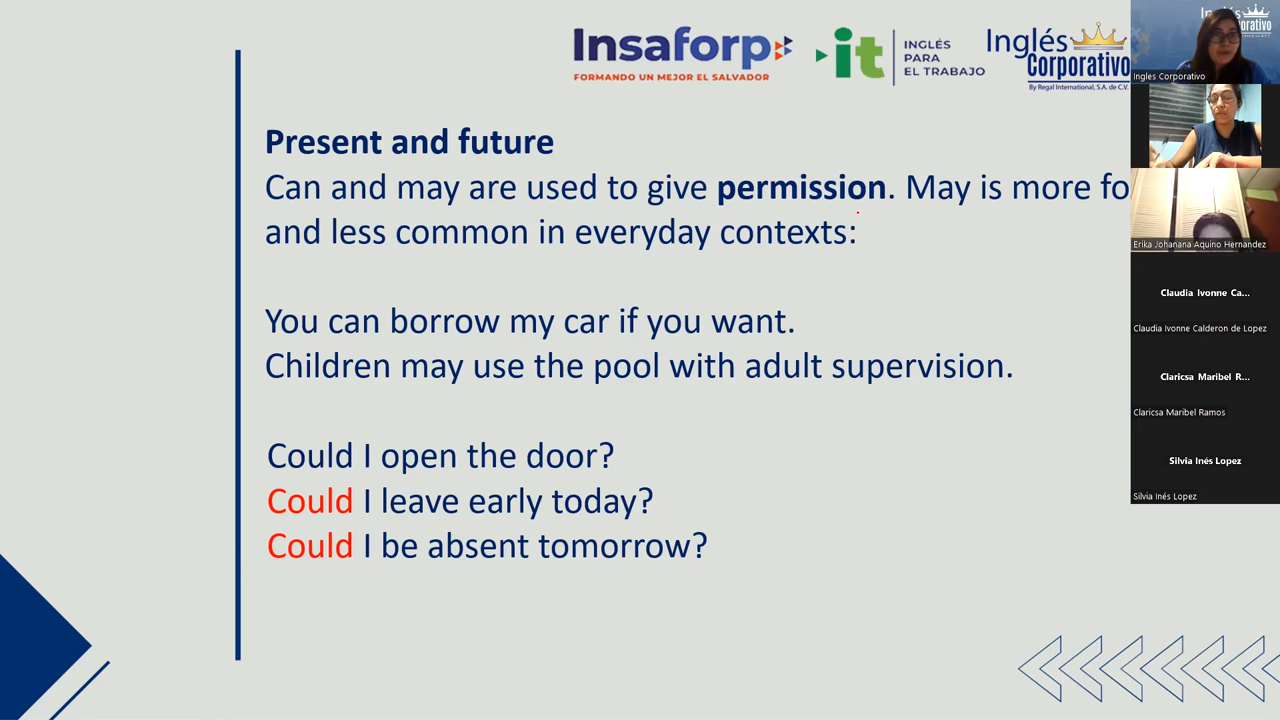 Insaforp
FORMANDO UN MEJOR EL SALVADOR
it
INGLÉS
PARA
EL TRABAJO
Inglés
Corporativo
By Regal International, S.A. de C.V.
Present and future
Can and may are used to give permission. May is more fo
and less common in everyday contexts:
You can borrow my car if you want.
Children may use the pool with adult supervision.
Could I open the door?
Could I leave early today?
Could I be absent tomorrow?
Ingles Corporativo
Erika Johanana Aquino Hernandez
Claudia Ivonne Ca...
Claudia Ivonne Calderon de Lopez
Claricsa Maribel R...
Claricsa Maribel Ramos
Silvia Inés Lopez
Silvia Inés Lopez